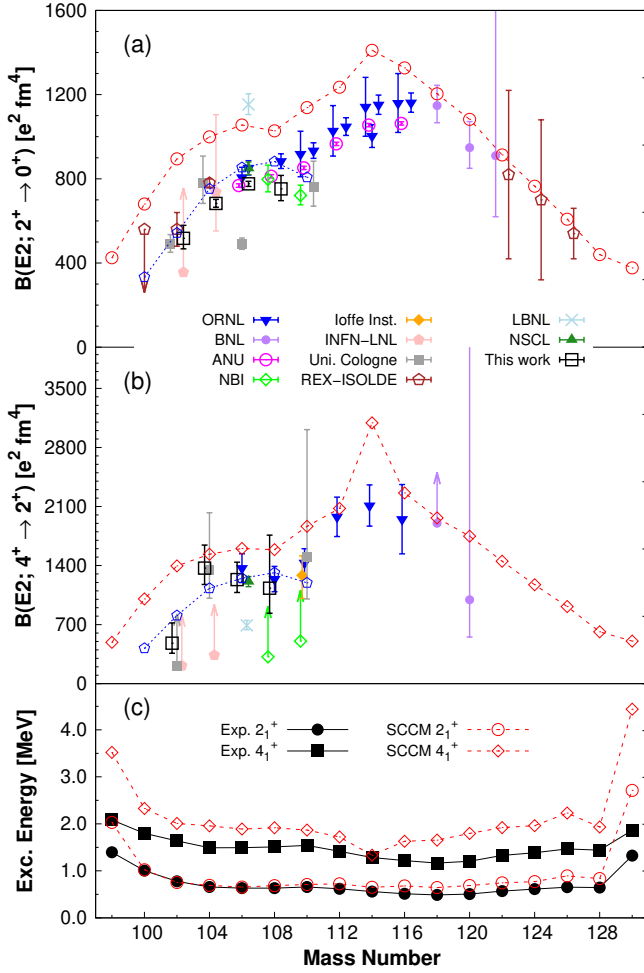 (a)
B(E2; 2⁺ → 0⁺) [e² fm⁴]
1600
1200
800
400
0
ORNL
BNL
ANU
NBI
Ioffe Inst.
INFN-LNL
Uni. Cologne
REX-ISOLDE
LBNL
NSCL
This work
(b)
B(E2; 4⁺ → 2⁺) [e² fm⁴]
3500
2800
2100
1400
700
0
(c)
Exc. Energy [MeV]
Exp. 2₁⁺
Exp. 4₁⁺
SCCM 2₁⁺
SCCM 4₁⁺
4.0
3.0
2.0
1.0
0.0
100 104 108 112 116 120 124 128
Mass Number